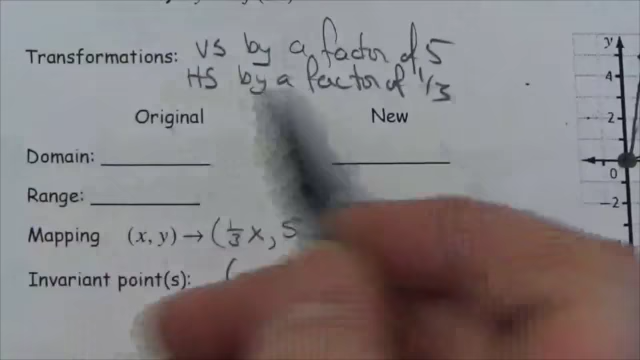 Transformations: VS by a factor of 5
HS by a factor of 1/3
Original New
Domain:
Range:
Mapping (x, y) → (1/3 x, 5
Invariant point(s): (
y
4
2
0
-2